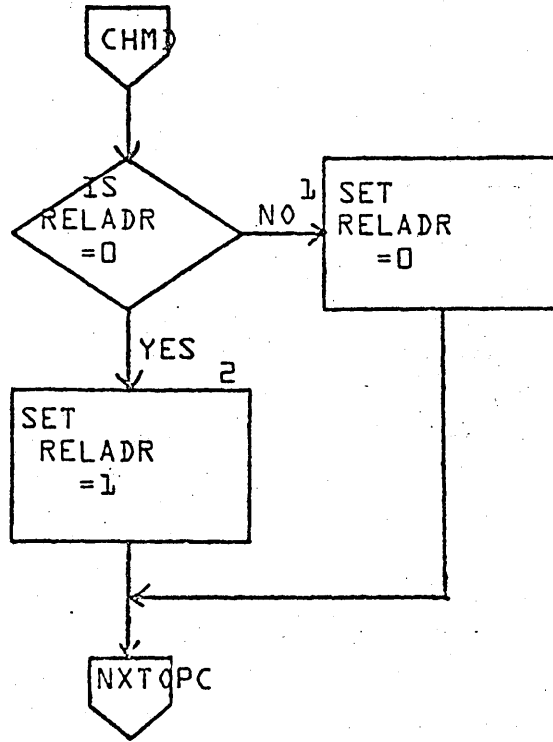 CHMD
IS
RELADR
=0
NO
1
SET
RELADR
=0
YES
2
SET
RELADR
=1
NXTOPC